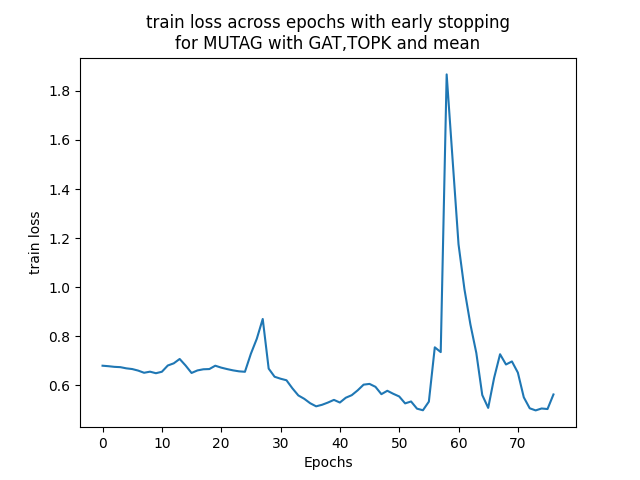 train loss across epochs with early stopping
for MUTAG with GAT,TOPK and mean
1.8
1.6
1.4
1.2
1.0
0.8
0.6
train loss
0 10 20 30 40 50 60 70
Epochs